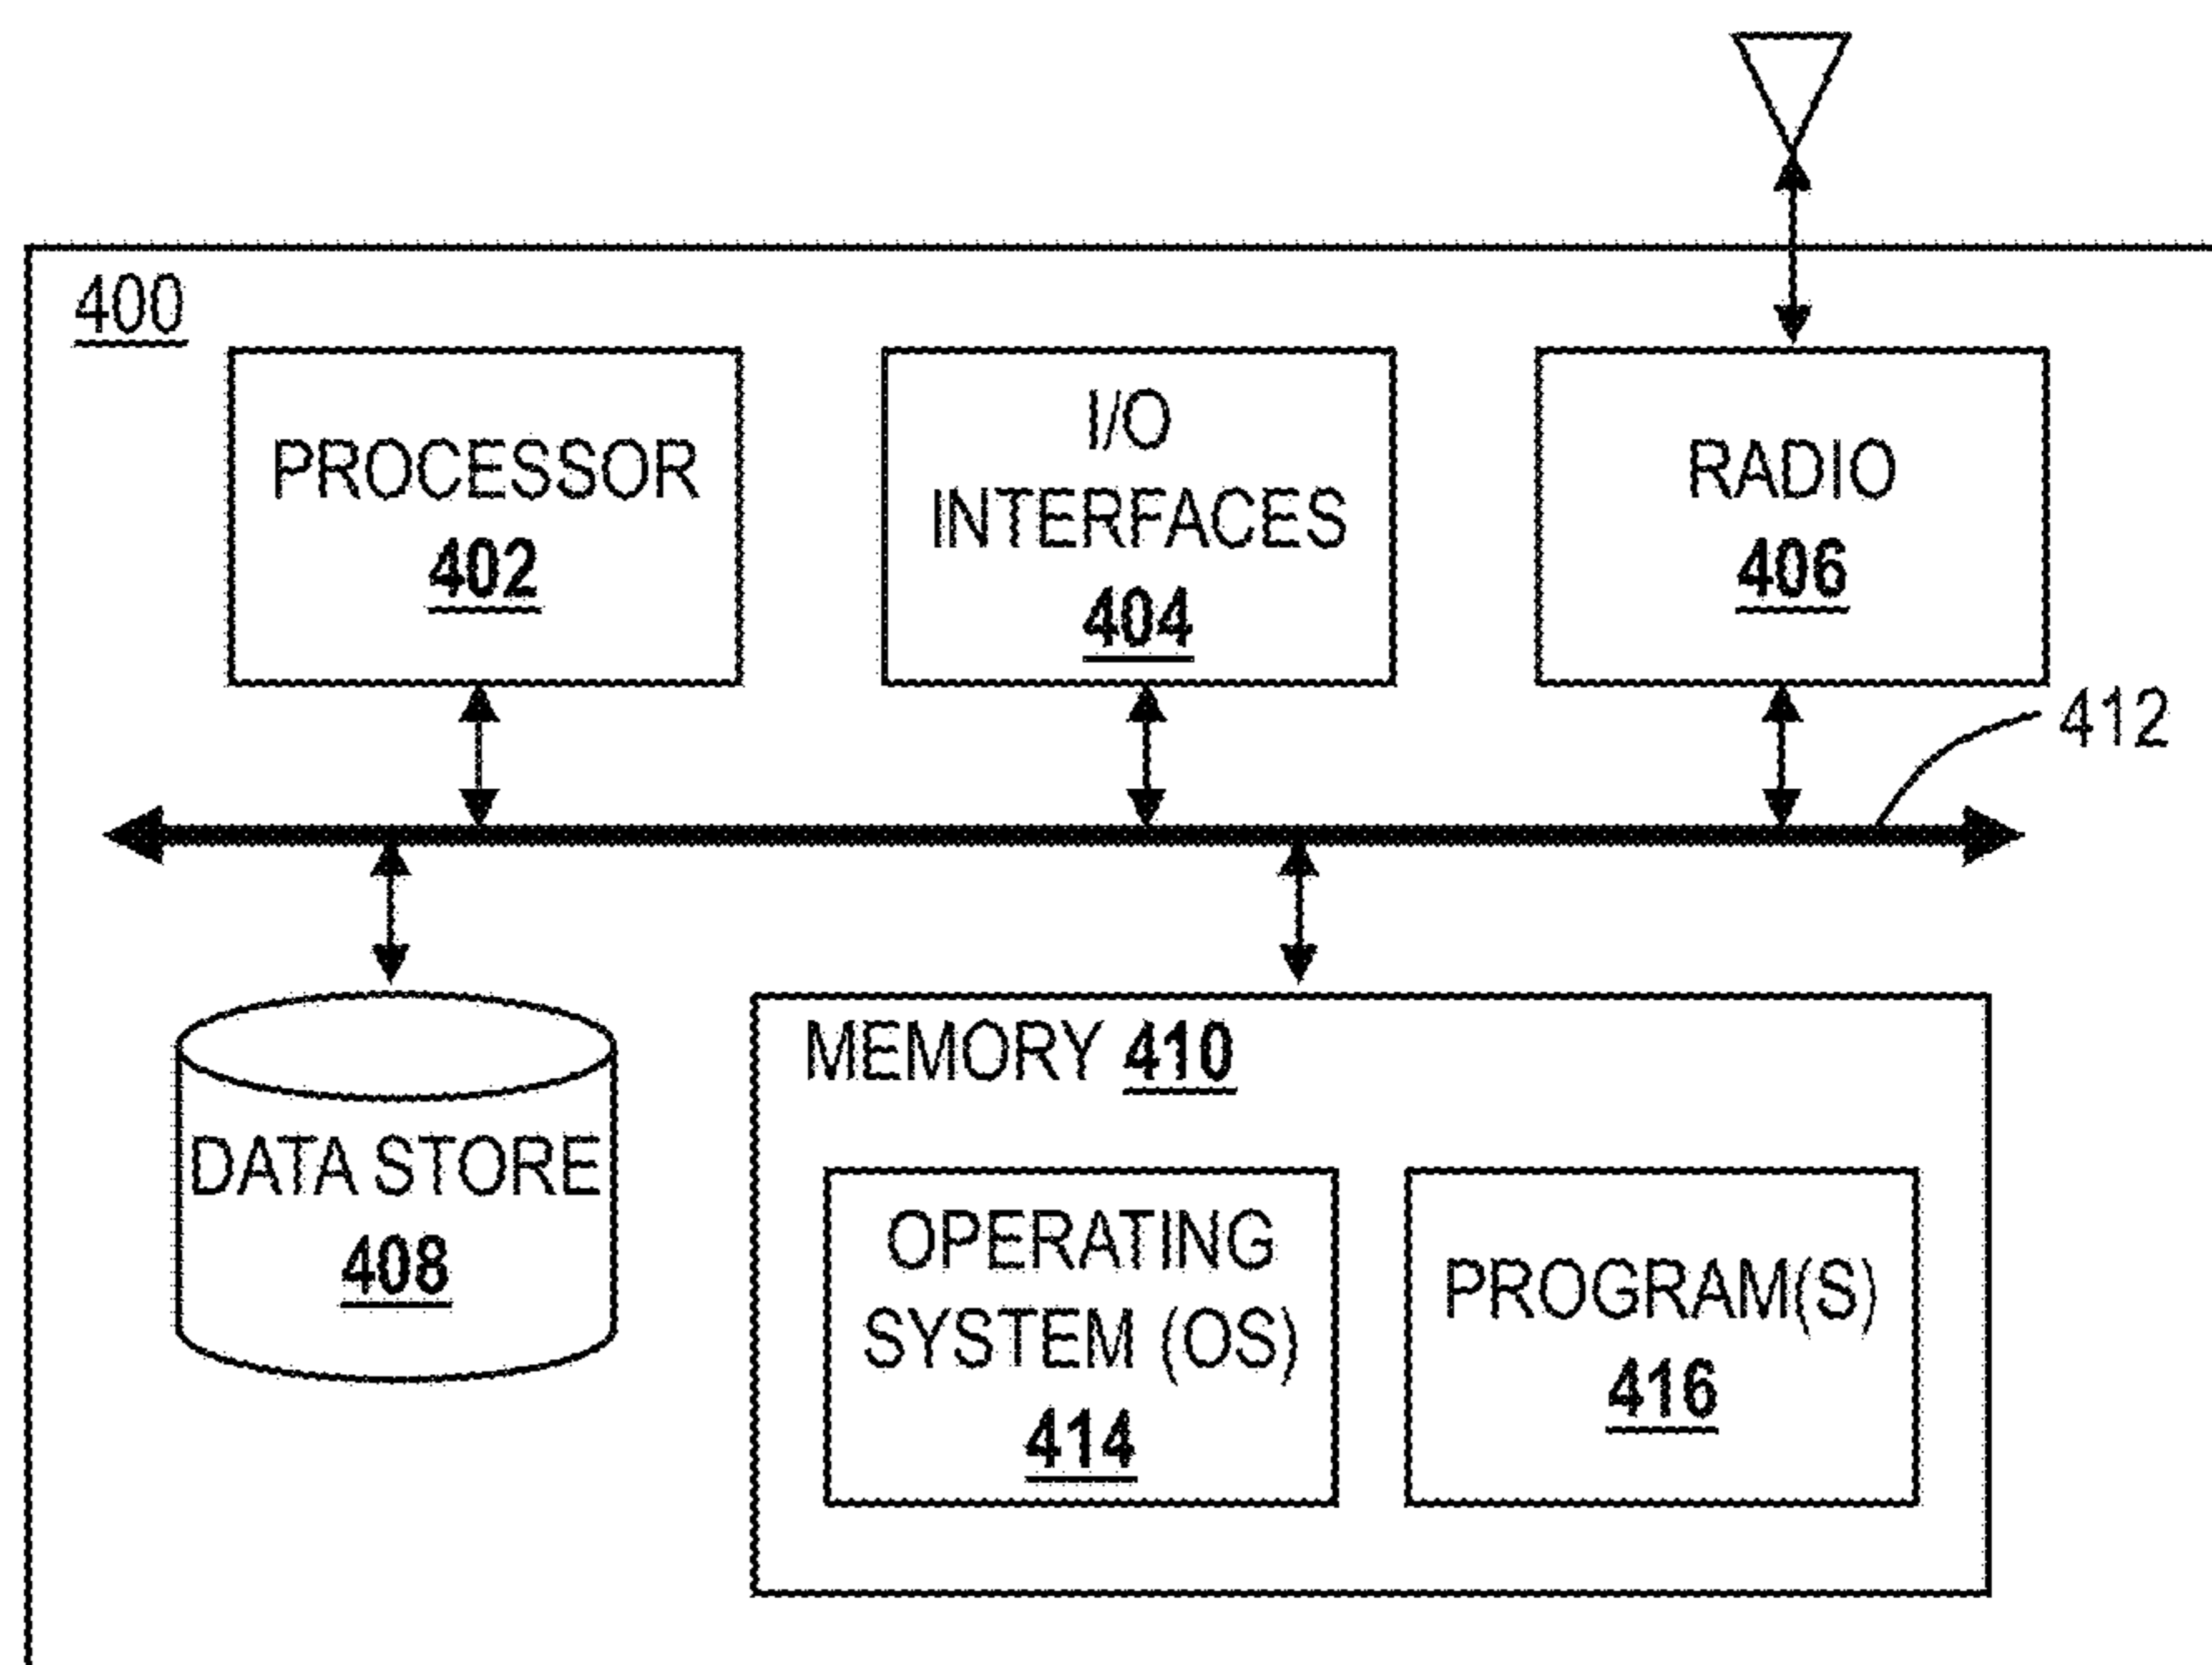 400
PROCESSOR
402
I/O
INTERFACES
404
RADIO
406
412
DATA STORE
408
MEMORY 410
OPERATING
SYSTEM (OS)
414
PROGRAM(S)
416